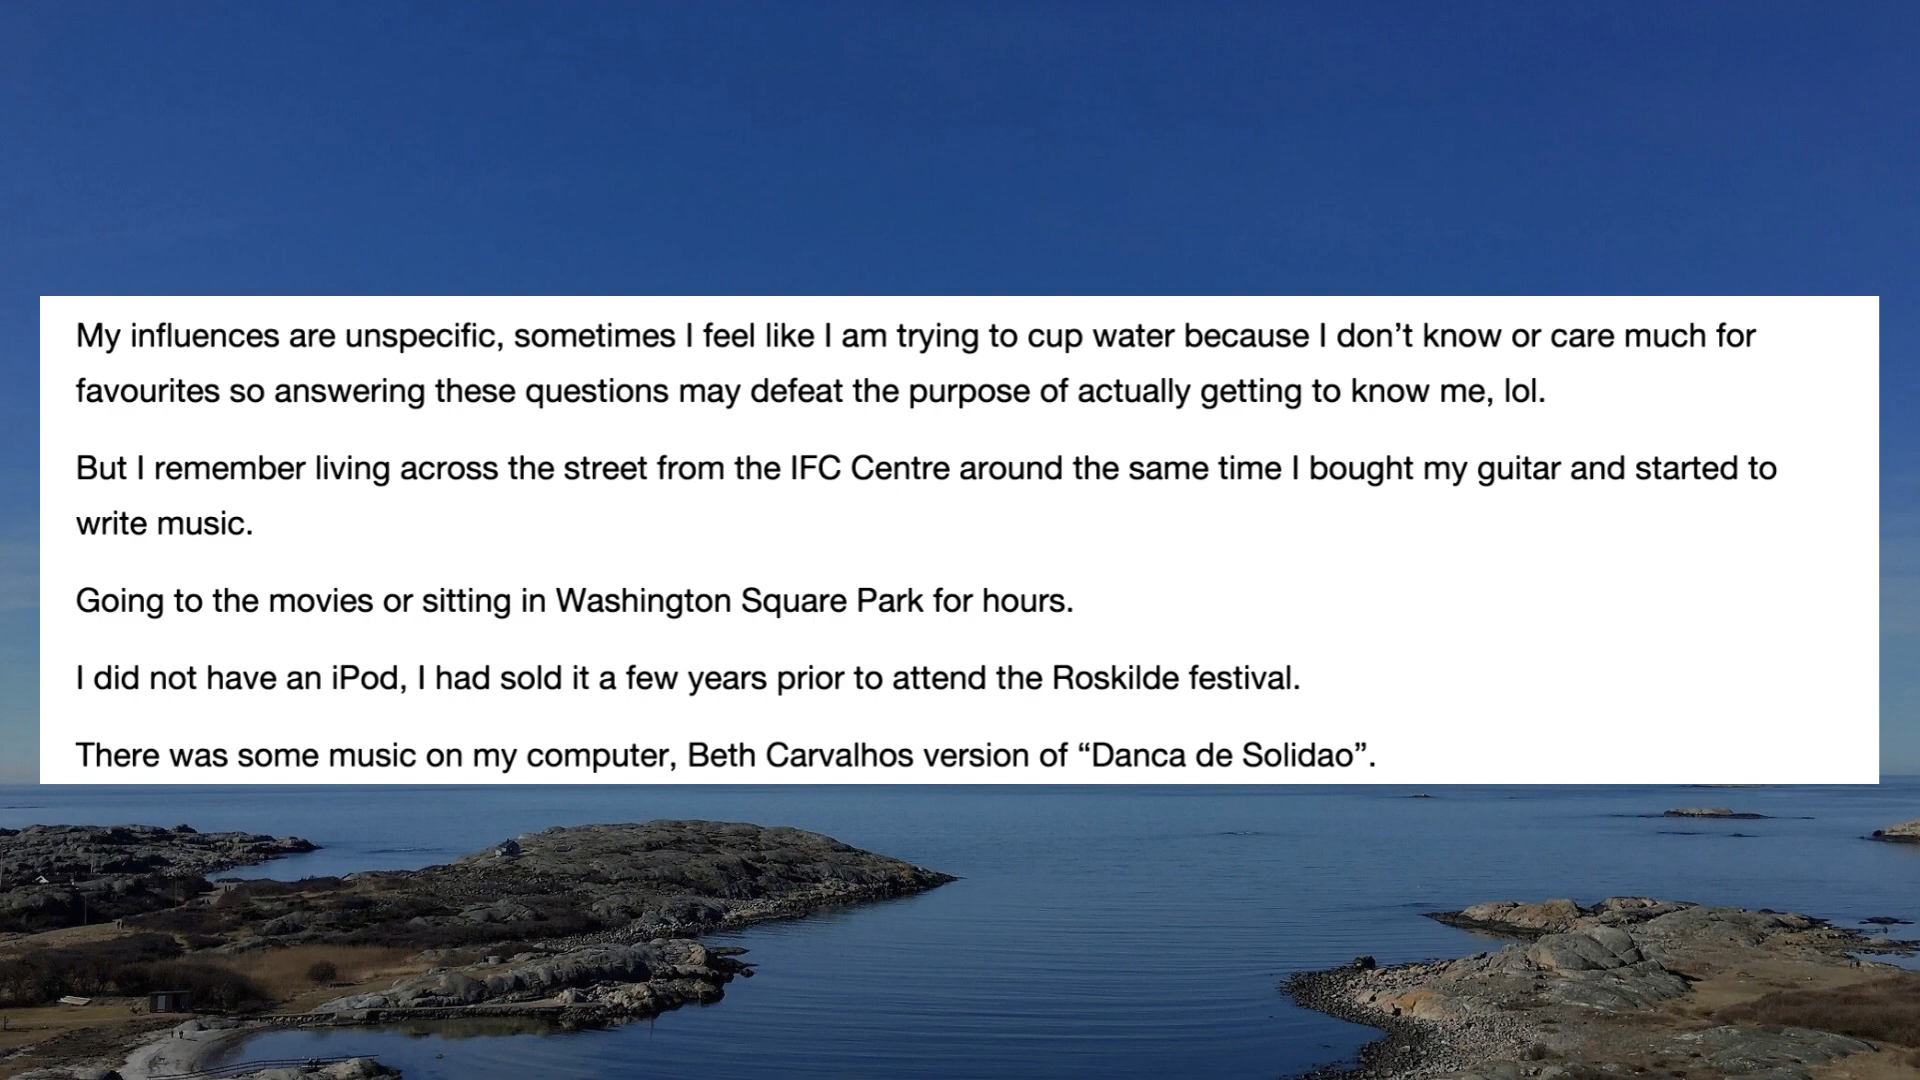 My influences are unspecific, sometimes I feel like I am trying to cup water because I don’t know or care much for
favourites so answering these questions may defeat the purpose of actually getting to know me, lol.
But I remember living across the street from the IFC Centre around the same time I bought my guitar and started to
write music.
Going to the movies or sitting in Washington Square Park for hours.
I did not have an iPod, I had sold it a few years prior to attend the Roskilde festival.
There was some music on my computer, Beth Carvalhos version of “Danca de Solidao”.